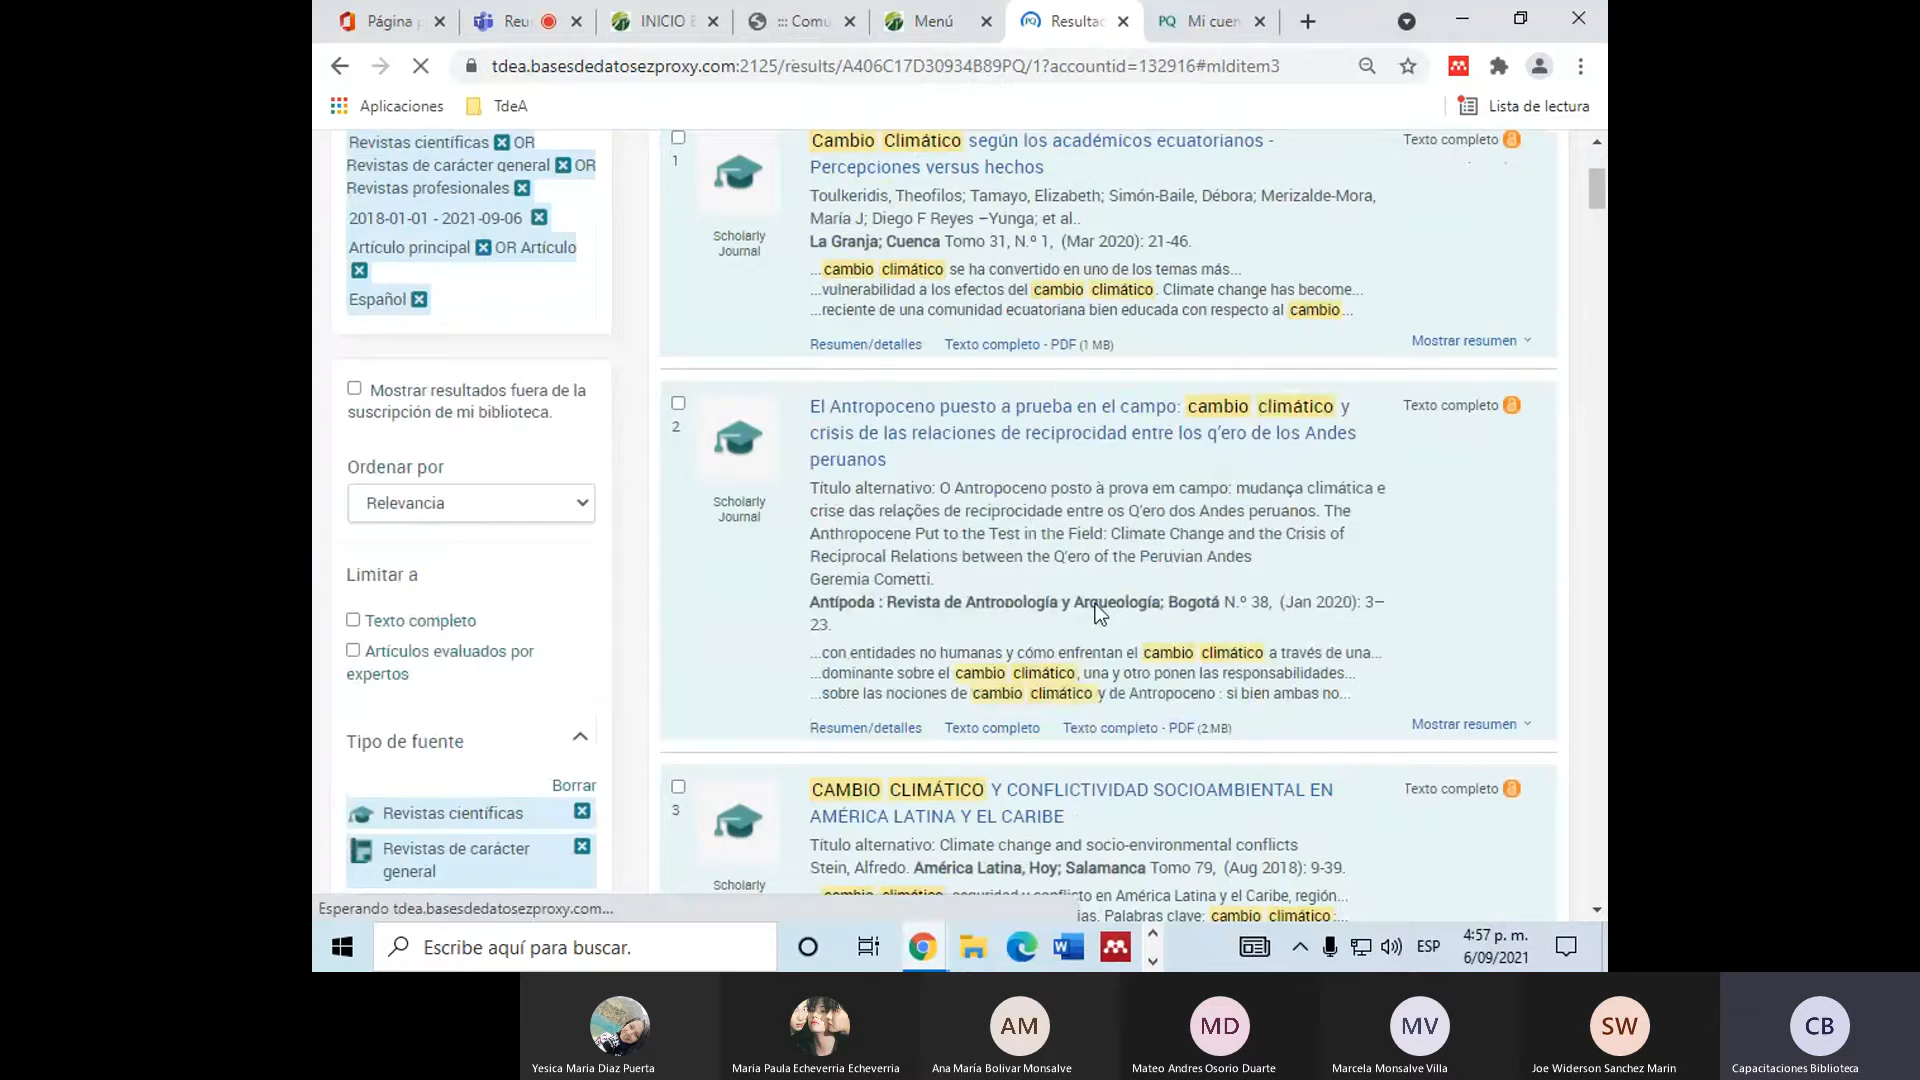 Página p
Reu
INICIO E
::: Comu
Menú
Resultac
PQ Mi cuen
tdea.basesdedatosezproxy.com:2125/results/A406C17D30934B89PQ/1?accountid=132916#mlditem3
Aplicaciones
TdeA
Lista de lectura
Revistas científicas OR
Revistas de carácter general OR
Revistas profesionales
2018-01-01 - 2021-09-06
Artículo principal OR Artículo
Español
Mostrar resultados fuera de la
suscripción de mi biblioteca.
Ordenar por
Relevancia
Limitar a
Texto completo
Artículos evaluados por
expertos
Tipo de fuente
Borrar
Revistas científicas
Revistas de carácter
general
1
Scholarly
Journal
Cambio Climático según los académicos ecuatorianos -
Percepciones versus hechos
Toulkeridis, Theofilos; Tamayo, Elizabeth; Simón-Baile, Débora; Merizalde-Mora,
María J; Diego F Reyes –Yunga; et al..
La Granja; Cuenca Tomo 31, N.º 1, (Mar 2020): 21-46.
...cambio climático se ha convertido en uno de los temas más...
...vulnerabilidad a los efectos del cambio climático. Climate change has become...
...reciente de una comunidad ecuatoriana bien educada con respecto al cambio...
Resumen/detalles Texto completo - PDF (1 MB)
Texto completo
Mostrar resumen
2
Scholarly
Journal
El Antropoceno puesto a prueba en el campo: cambio climático y
crisis de las relaciones de reciprocidad entre los q'ero de los Andes
peruanos
Título alternativo: O Antropoceno posto à prova em campo: mudança climática e
crise das relações de reciprocidade entre os Q'ero dos Andes peruanos. The
Anthropocene Put to the Test in the Field: Climate Change and the Crisis of
Reciprocal Relations between the Q'ero of the Peruvian Andes
Geremia Cometti.
Antípoda : Revista de Antropología y Arqueología; Bogotá N.º 38, (Jan 2020): 3–
23.
...con entidades no humanas y cómo enfrentan el cambio climático a través de una...
...dominante sobre el cambio climático, una y otro ponen las responsabilidades...
...sobre las nociones de cambio climático y de Antropoceno : si bien ambas no...
Resumen/detalles Texto completo Texto completo - PDF (2 MB)
Texto completo
Mostrar resumen
3
Scholarly
CAMBIO CLIMÁTICO Y CONFLICTIVIDAD SOCIOAMBIENTAL EN
AMÉRICA LATINA Y EL CARIBE
Título alternativo: Climate change and socio-environmental conflicts
Stein, Alfredo. América Latina, Hoy; Salamanca Tomo 79, (Aug 2018): 9-39.
...cambio climático, seguridad y conflicto en América Latina y el Caribe, región...
ias. Palabras clave: cambio climático;...
Texto completo
Esperando tdea.basesdedatosezproxy.com...
Escribe aquí para buscar.
ESP
4:57 p. m.
6/09/2021
AM
MD
MV
SW
CB
Yesica Maria Diaz Puerta
Maria Paula Echeverria Echeverria
Ana María Bolivar Monsalve
Mateo Andres Osorio Duarte
Marcela Monsalve Villa
Joe Widerson Sanchez Marin
Capacitaciones Biblioteca